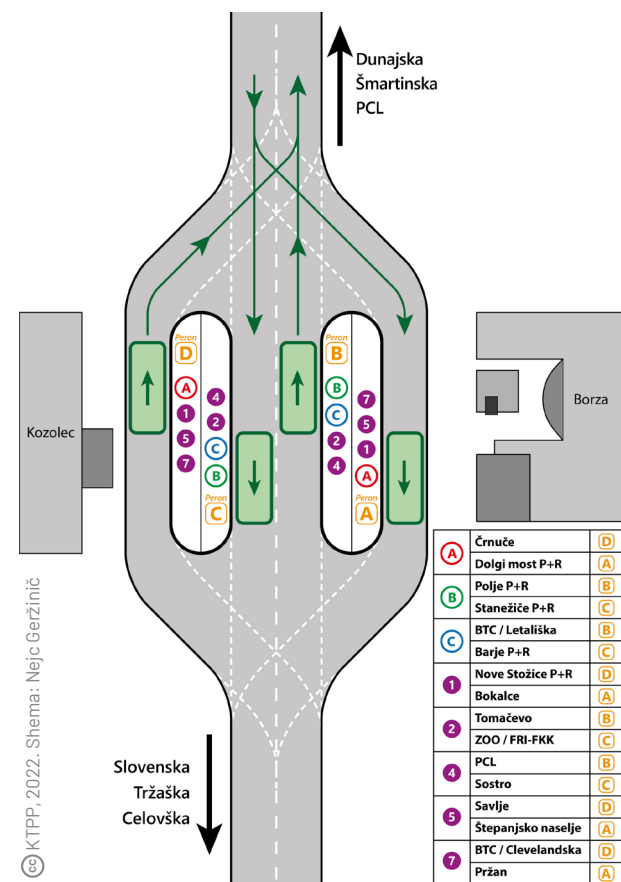 Dunajska
Šmartinska
PCL
Peron
D
A
1
5
7
4
2
C
B
Peron
C
Peron
B
B
C
2
4
7
5
1
A
Peron
A
Kozolec
Borza
A Črnuče D
Dolgi most P+R A
B Polje P+R B
Stanežiče P+R C
C BTC / Letališka B
Barje P+R C
1 Nove Stožice P+R D
Bokalce A
2 Tomačevo B
ZOO / FRI-FKK C
4 PCL B
Sostro C
5 Savlje D
Štepanjsko naselje A
7 BTC / Clevelandska D
Pržan A
Slovenska
Tržaška
Celovška
cc KTPP, 2022. Shema: Nejc Geržinič